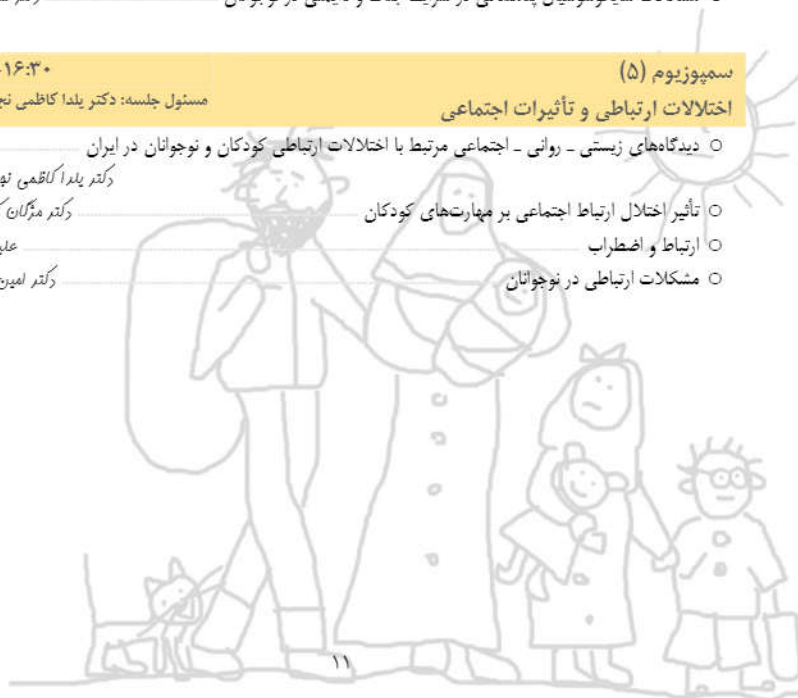 سمپوزیوم (۵) ۱۶:۳۰
اختلالات ارتباطی و تأثیرات اجتماعی مسئول جلسه: دکتر یلدا کاظمی
○ دیدگاه‌های زیستی ـ روانی ـ اجتماعی مرتبط با اختلالات ارتباطی کودکان و نوجوانان در ایران
دکتر یلدا کاظمی
○ تأثیر اختلال ارتباط اجتماعی بر مهارت‌های کودکان دکتر مژگان
○ ارتباط و اضطراب
○ مشکلات ارتباطی در نوجوانان دکتر امین
۱۱